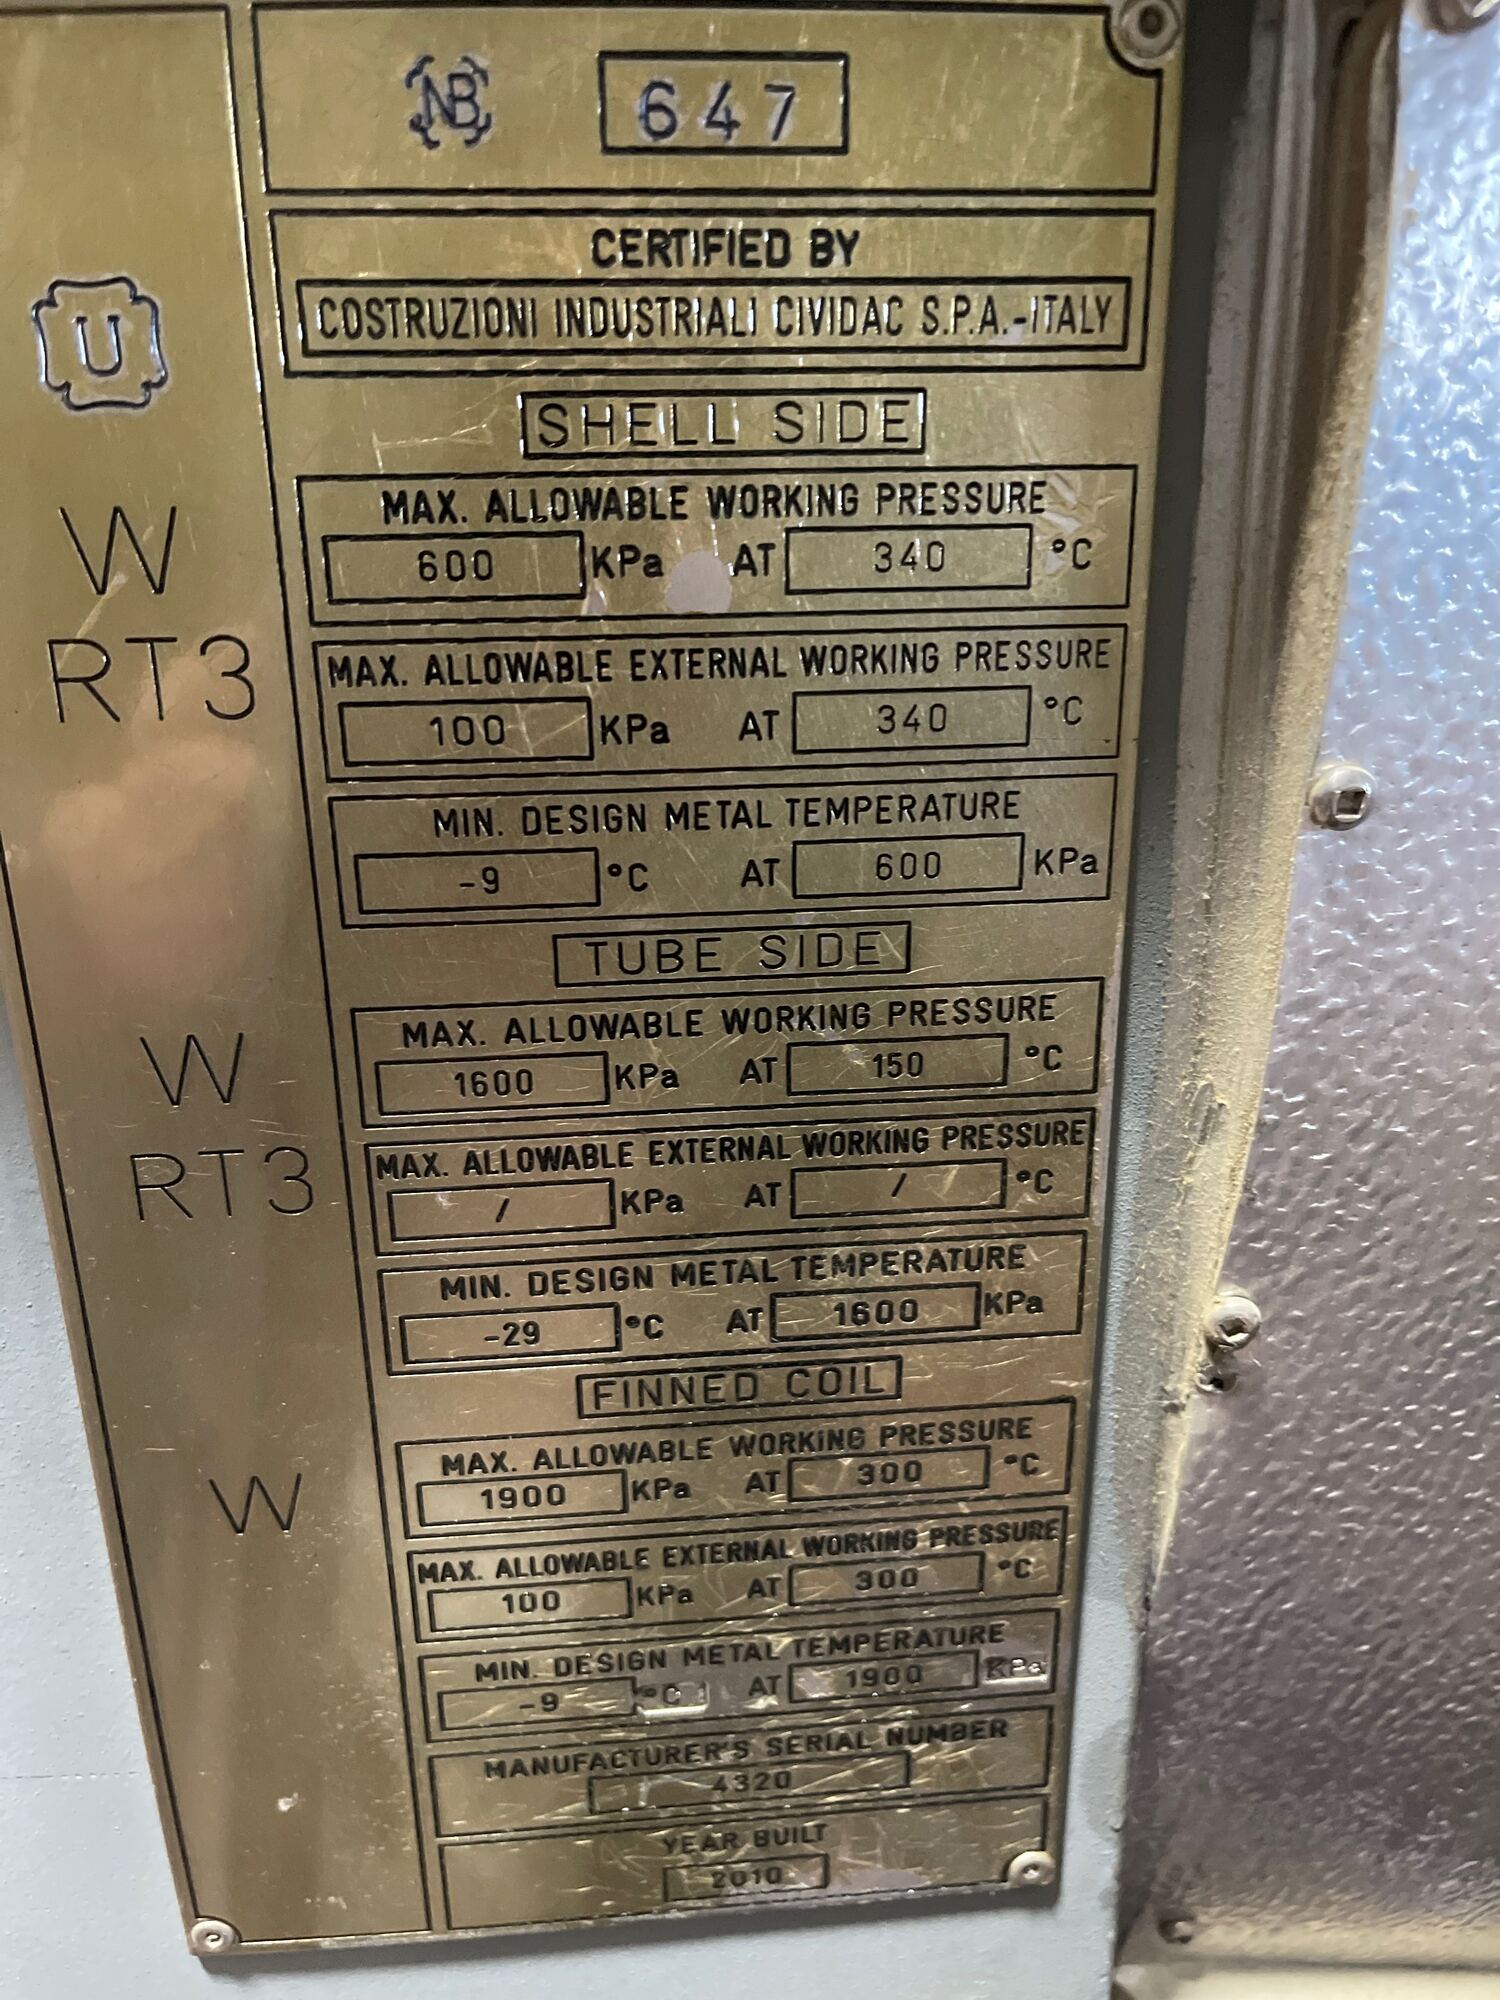 NB 647
CERTIFIED BY
COSTRUZIONI INDUSTRIALI CIVIDAC S.P.A.-ITALY
U
SHELL SIDE
W
RT3
MAX. ALLOWABLE WORKING PRESSURE
600 KPa AT 340 °C
MAX. ALLOWABLE EXTERNAL WORKING PRESSURE
100 KPa AT 340 °C
MIN. DESIGN METAL TEMPERATURE
-9 °C AT 600 KPa
TUBE SIDE
W
RT3
MAX. ALLOWABLE WORKING PRESSURE
1600 KPa AT 150 °C
MAX. ALLOWABLE EXTERNAL WORKING PRESSURE
/ KPa AT / °C
MIN. DESIGN METAL TEMPERATURE
-29 °C AT 1600 KPa
FINNED COIL
W
MAX. ALLOWABLE WORKING PRESSURE
1900 KPa AT 300 °C
MAX. ALLOWABLE EXTERNAL WORKING PRESSURE
100 KPa AT 300 °C
MIN. DESIGN METAL TEMPERATURE
-9 °C AT 1900 KPa
MANUFACTURER'S SERIAL NUMBER
4320
YEAR BUILT
2010